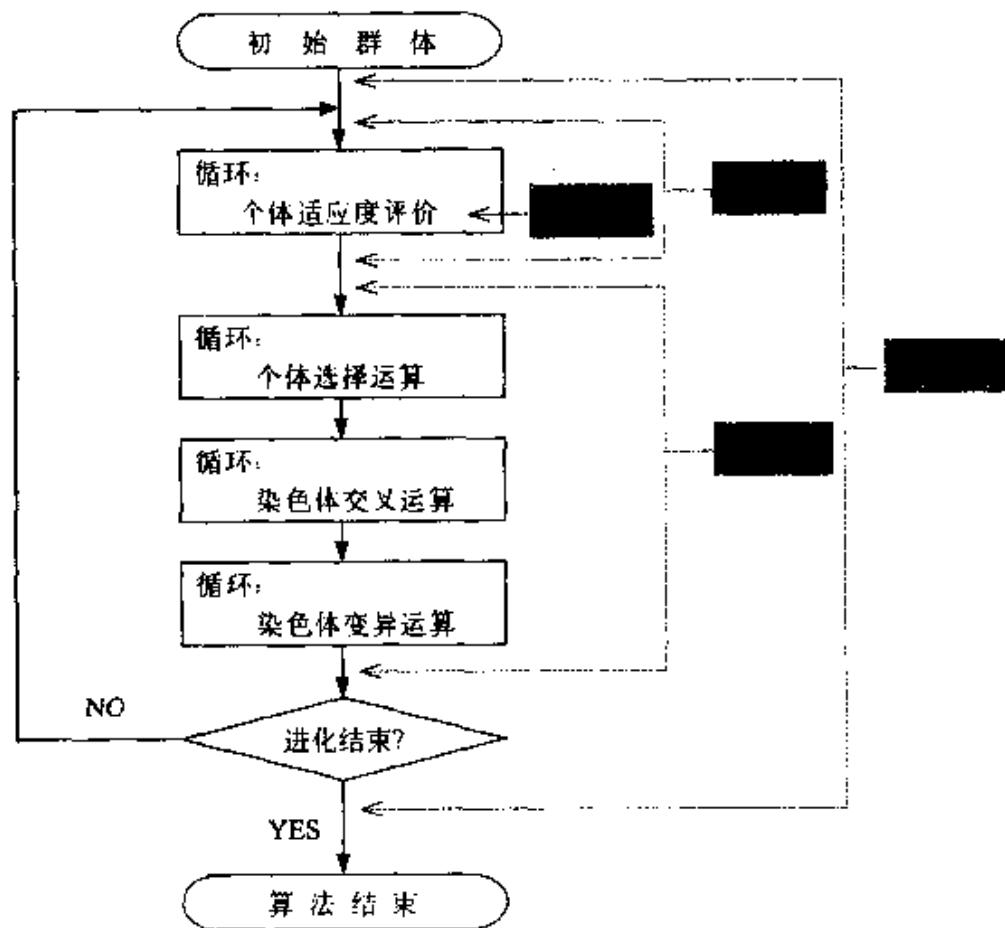 初始群体
循环：
个体适应度评价
循环：
个体选择运算
循环：
染色体交叉运算
循环：
染色体变异运算
NO
进化结束？
YES
算法结束